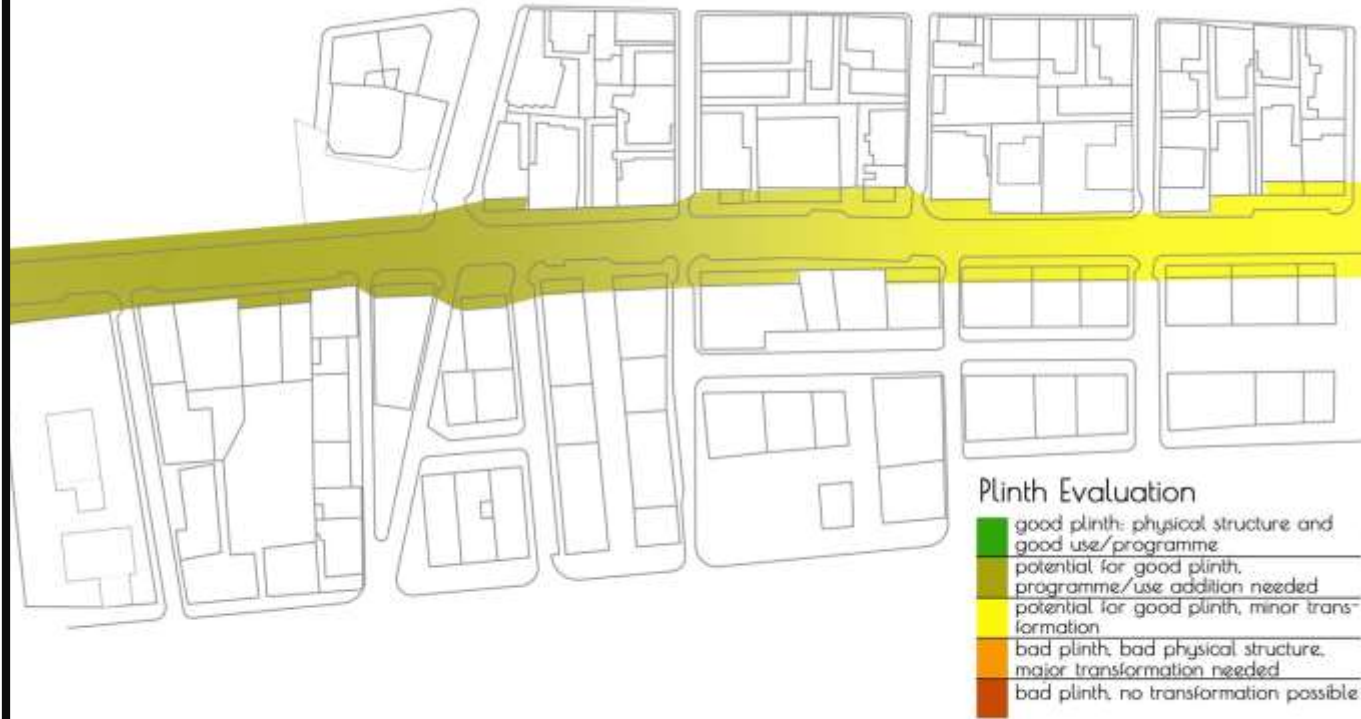 Plinth Evaluation
good plinth: physical structure and
good use/programme
potential for good plinth,
programme/use addition needed
potential for good plinth, minor trans-
formation
bad plinth, bad physical structure,
major transformation needed
bad plinth, no transformation possible